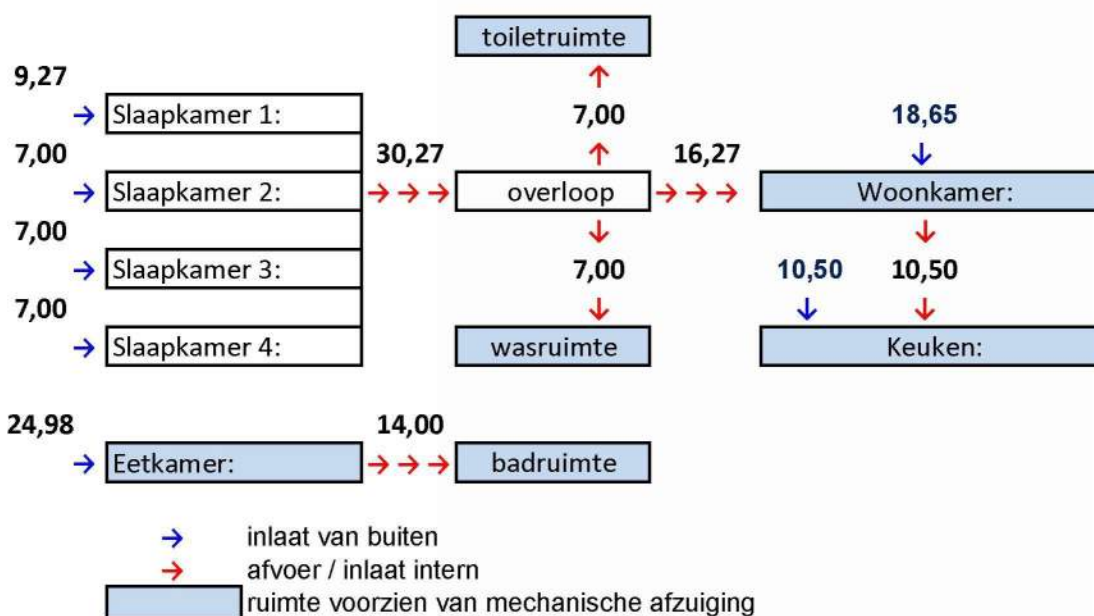 toiletruimte
9,27
Slaapkamer 1:
7,00
18,65
7,00
30,27
16,27
Slaapkamer 2:
overloop
Woonkamer:
7,00
Slaapkamer 3:
7,00
10,50
10,50
7,00
Slaapkamer 4:
wasruimte
Keuken:
24,98
14,00
Eetkamer:
badruimte
inlaat van buiten
afvoer / inlaat intern
ruimte voorzien van mechanische afzuiging